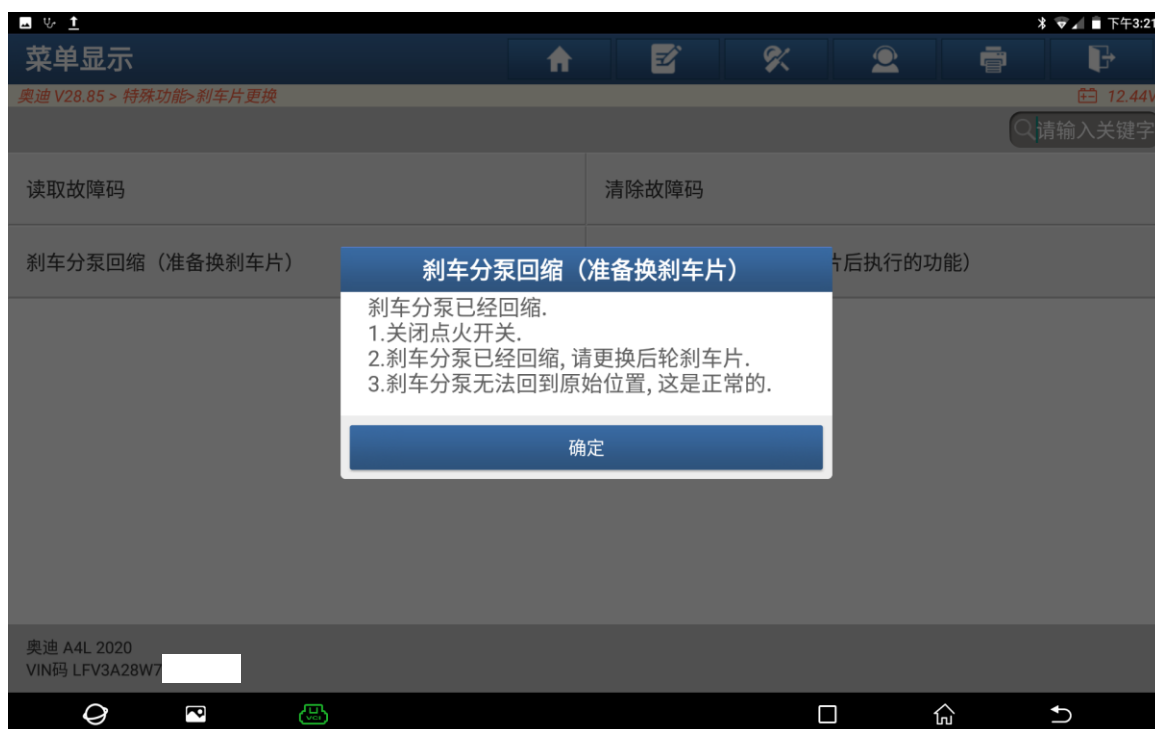 下午3:21
菜单显示
奥迪 V28.85 > 特殊功能>刹车片更换
12.44V
请输入关键字
读取故障码
清除故障码
刹车分泵回缩（准备换刹车片）
片后执行的功能）
刹车分泵回缩（准备换刹车片）
刹车分泵已经回缩.
1.关闭点火开关.
2.刹车分泵已经回缩, 请更换后轮刹车片.
3.刹车分泵无法回到原始位置, 这是正常的.
确定
奥迪 A4L 2020
VIN码 LFV3A28W7
VCI